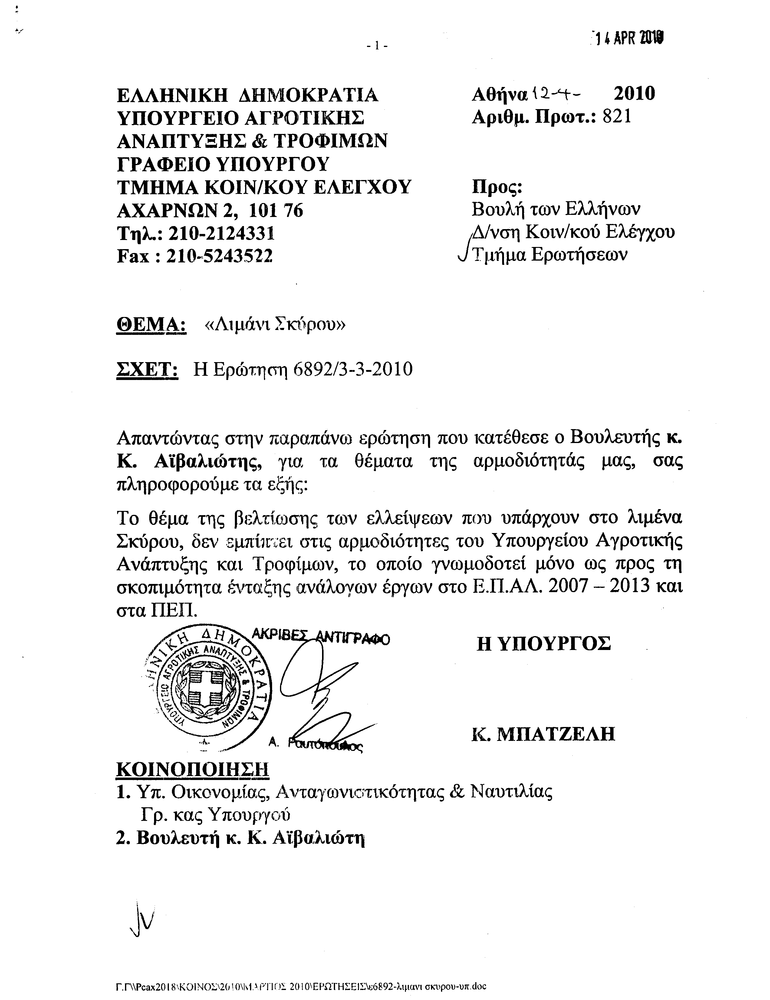 14 APR 2010
- 1 -
ΕΛΛΗΝΙΚΗ ΔΗΜΟΚΡΑΤΙΑ
ΥΠΟΥΡΓΕΙΟ ΑΓΡΟΤΙΚΗΣ
ΑΝΑΠΤΥΞΗΣ & ΤΡΟΦΙΜΩΝ
ΓΡΑΦΕΙΟ ΥΠΟΥΡΓΟΥ
ΤΜΗΜΑ ΚΟΙΝ/ΚΟΥ ΕΛΕΓΧΟΥ
ΑΧΑΡΝΩΝ 2, 101 76
Τηλ.: 210-2124331
Fax : 210-5243522
Αθήνα 12-4- 2010
Αριθμ. Πρωτ.: 821
Προς:
Βουλή των Ελλήνων
Δ/νση Κοιν/κού Ελέγχου
Τμήμα Ερωτήσεων
ΘΕΜΑ: «Λιμάνι Σκύρου»
ΣΧΕΤ: Η Ερώτηση 6892/3-3-2010
Απαντώντας στην παραπάνω ερώτηση που κατέθεσε ο Βουλευτής κ.
Κ. Αϊβαλιώτης, για τα θέματα της αρμοδιότητάς μας, σας
πληροφορούμε τα εξής:
Το θέμα της βελτίωσης των ελλείψεων που υπάρχουν στο λιμένα
Σκύρου, δεν εμπίπτει στις αρμοδιότητες του Υπουργείου Αγροτικής
Ανάπτυξης και Τροφίμων, το οποίο γνωμοδοτεί μόνο ως προς τη
σκοπιμότητα ένταξης ανάλογων έργων στο Ε.Π.ΑΛ. 2007 – 2013 και
στα ΠΕΠ.
ΗΝΙΚΗ ΔΗΜΟΚΡΑΤΙΑ
ΥΠΟΥΡΓΕΙΟ ΑΓΡΟΤΙΚΗΣ ΑΝΑΠΤΥΞΗΣ & ΤΡΟΦΙΜΩΝ
ΑΚΡΙΒΕΣ ΑΝΤΙΓΡΑΦΟ
Α.
Η ΥΠΟΥΡΓΟΣ
Κ. ΜΠΑΤΖΕΛΗ
ΚΟΙΝΟΠΟΙΗΣΗ
1. Υπ. Οικονομίας, Ανταγωνιστικότητας & Ναυτιλίας
Γρ. κας Υπουργού
2. Βουλευτή κ. Κ. Αϊβαλιώτη
Γ.Γ\\Pcax2018\ΚΟΙΝΟΣ\2010\ΜΑΡΤΙΟΣ 2010\ΕΡΩΤΗΣΕΙΣ\ε6892-λιμανι σκυρου-υπ.doc